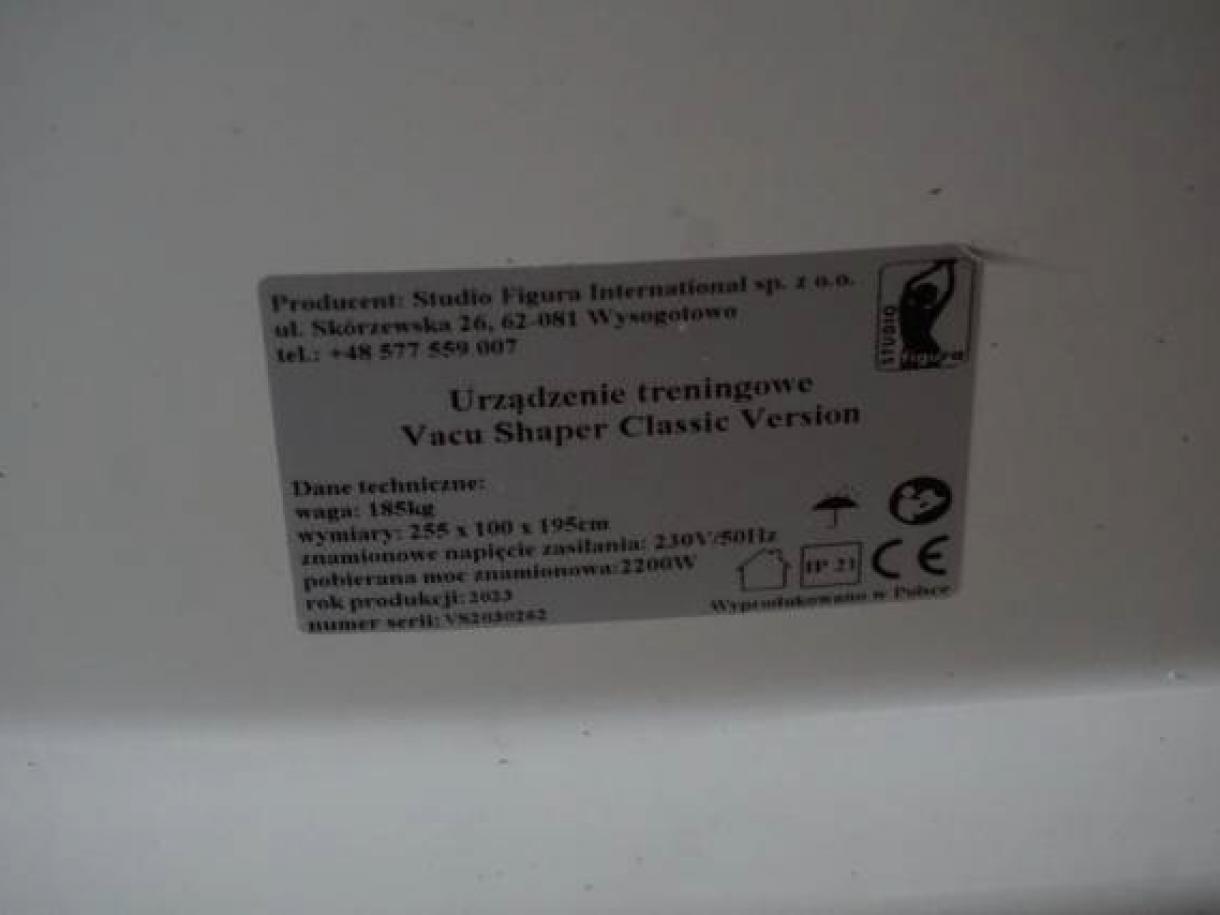 Producent: Studio Figura International sp. z o.o.
ul. Skórzewska 26, 62-081 Wysogotowo
tel.: +48 577 559 007
STUDIO
figura
Urządzenie treningowe
Vacu Shaper Classic Version
Dane techniczne:
waga: 185kg
wymiary: 255 x 100 x 195cm
znamionowe napięcie zasilania: 230V/50Hz
pobierana moc znamionowa:2200W
rok produkcji: 2023
numer serii: VS2030262
IP 21
CE
Wyprodukowano w Polsce